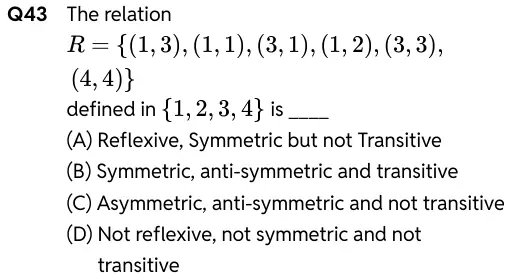 Q43 The relation
R = {(1, 3), (1, 1), (3, 1), (1, 2), (3, 3),
(4, 4)}
defined in {1, 2, 3, 4} is ____
(A) Reflexive, Symmetric but not Transitive
(B) Symmetric, anti-symmetric and transitive
(C) Asymmetric, anti-symmetric and not transitive
(D) Not reflexive, not symmetric and not
transitive